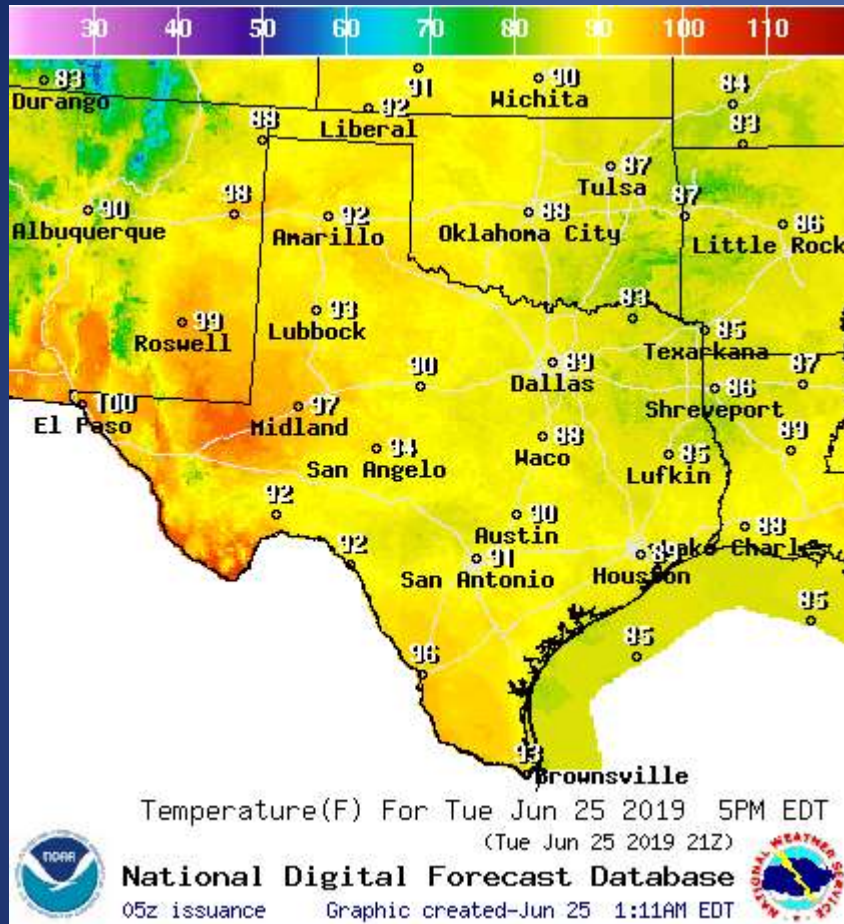 30 40 50 60 70 80 90 100 110
83 91 90 84
Durango Wichita
92
Liberal
88 83
87
Tulsa
90 98 92 88 87 86
Albuquerque Amarillo Oklahoma City Little Rock
99 93 83
Roswell Lubbock
85
Texarkana
90 89 87
Dallas
86
Shreveport
100 97
El Paso Midland
94 88 89
San Angelo Waco
85
Lufkin
92 90 88
Austin
92 91 89 Lake Charles
San Antonio Houston
85
85
96
93
Brownsville
Temperature(F) For Tue Jun 25 2019 5PM EDT
(Tue Jun 25 2019 21Z)
NOAA
National Digital Forecast Database
05z issuance Graphic created-Jun 25 1:11AM EDT
NATIONAL WEATHER SERVICE